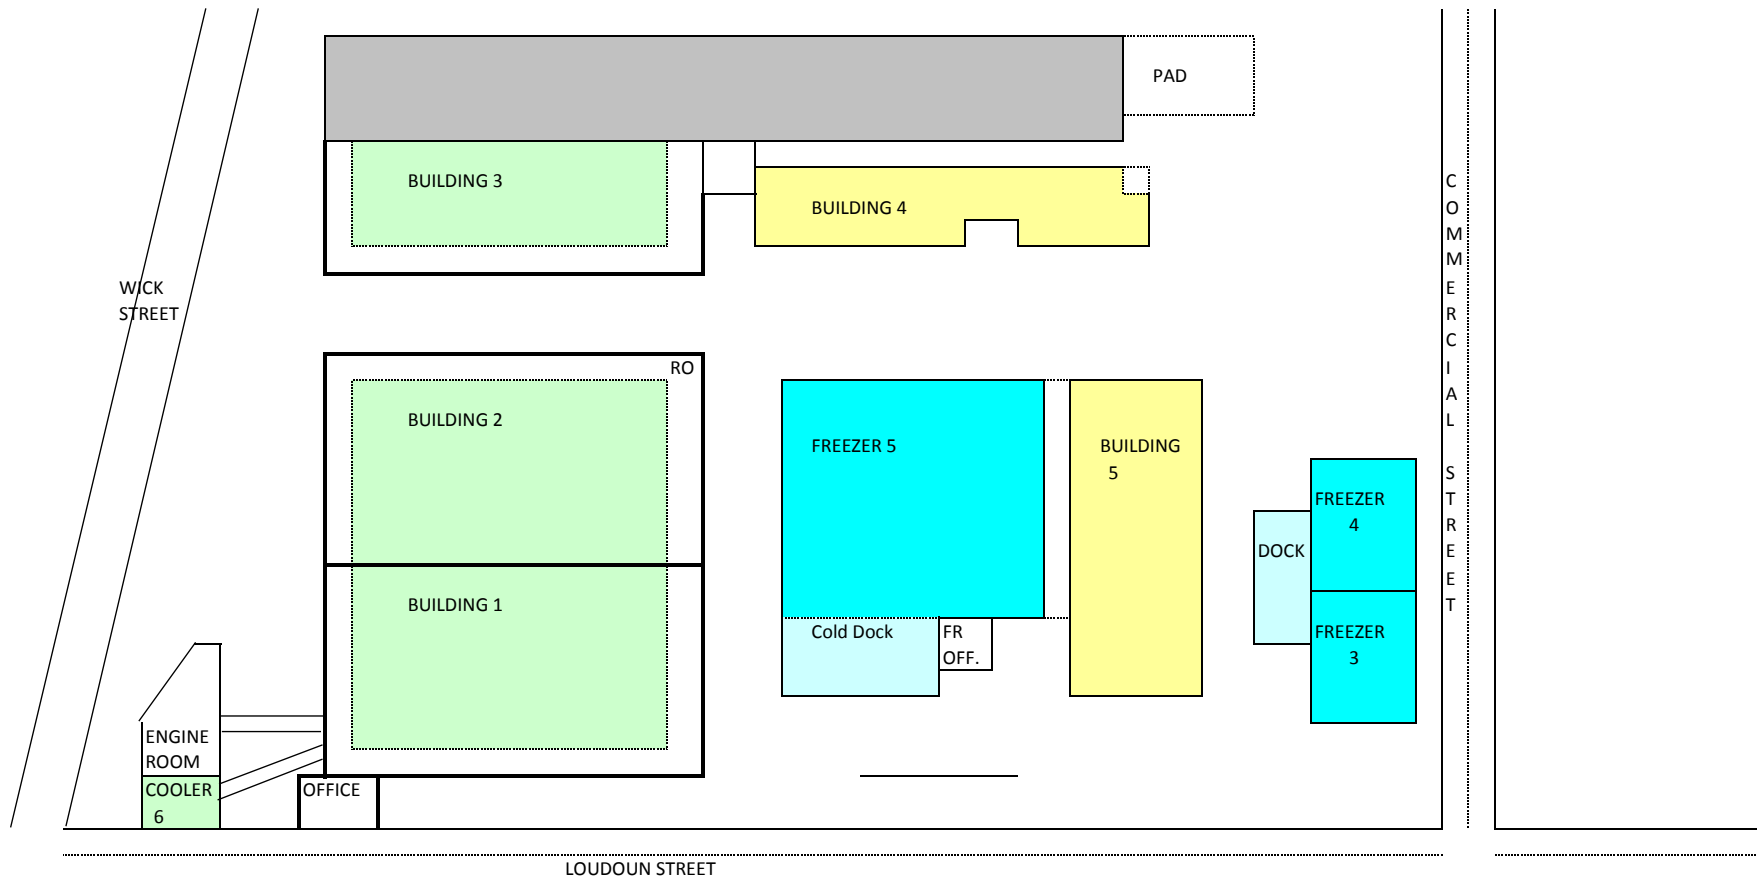 PAD
BUILDING 3
BUILDING 4
WICK
STREET
COMMERCIAL STREET
RO
BUILDING 2
FREEZER 5
BUILDING
5
FREEZER
4
DOCK
BUILDING 1
Cold Dock
FR
OFF.
FREEZER
3
ENGINE
ROOM
COOLER
6
OFFICE
LOUDOUN STREET